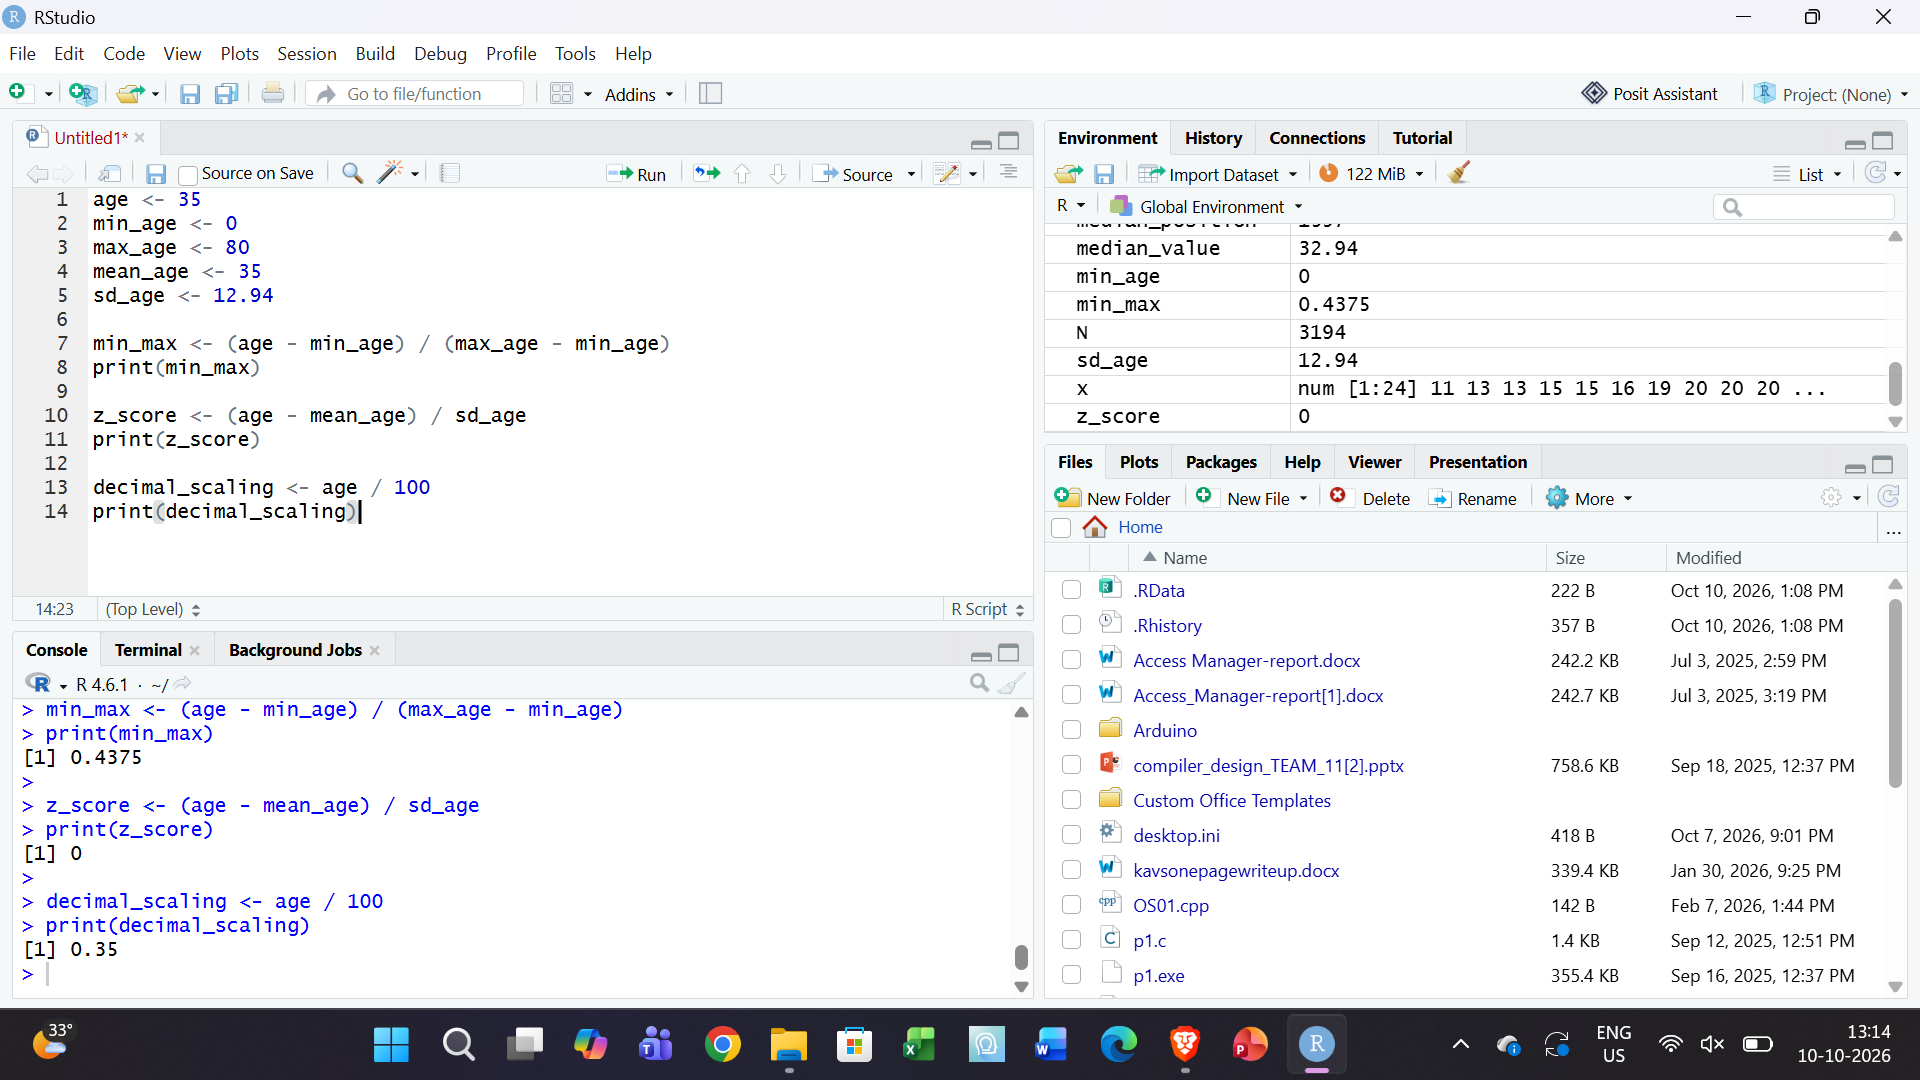 RStudio
File Edit Code View Plots Session Build Debug Profile Tools Help
Go to file/function Addins Posit Assistant Project: (None)
Untitled1*
Source on Save Run Source
1 age <- 35
2 min_age <- 0
3 max_age <- 80
4 mean_age <- 35
5 sd_age <- 12.94
6
7 min_max <- (age - min_age) / (max_age - min_age)
8 print(min_max)
9
10 z_score <- (age - mean_age) / sd_age
11 print(z_score)
12
13 decimal_scaling <- age / 100
14 print(decimal_scaling)
14:23 (Top Level) R Script
Console Terminal Background Jobs
R 4.6.1 · ~/
> min_max <- (age - min_age) / (max_age - min_age)
> print(min_max)
[1] 0.4375
>
> z_score <- (age - mean_age) / sd_age
> print(z_score)
[1] 0
>
> decimal_scaling <- age / 100
> print(decimal_scaling)
[1] 0.35
>
Environment History Connections Tutorial
Import Dataset 122 MiB List
R Global Environment
median_value 32.94
min_age 0
min_max 0.4375
N 3194
sd_age 12.94
x num [1:24] 11 13 13 15 15 16 19 20 20 20 ...
z_score 0
Files Plots Packages Help Viewer Presentation
New Folder New File Delete Rename More
Home ...
Name Size Modified
.RData 222 B Oct 10, 2026, 1:08 PM
.Rhistory 357 B Oct 10, 2026, 1:08 PM
Access Manager-report.docx 242.2 KB Jul 3, 2025, 2:59 PM
Access_Manager-report[1].docx 242.7 KB Jul 3, 2025, 3:19 PM
Arduino
compiler_design_TEAM_11[2].pptx 758.6 KB Sep 18, 2025, 12:37 PM
Custom Office Templates
desktop.ini 418 B Oct 7, 2026, 9:01 PM
kavsonepagewriteup.docx 339.4 KB Jan 30, 2026, 9:25 PM
OS01.cpp 142 B Feb 7, 2026, 1:44 PM
p1.c 1.4 KB Sep 12, 2025, 12:51 PM
p1.exe 355.4 KB Sep 16, 2025, 12:37 PM
33° ENG 13:14
US 10-10-2026